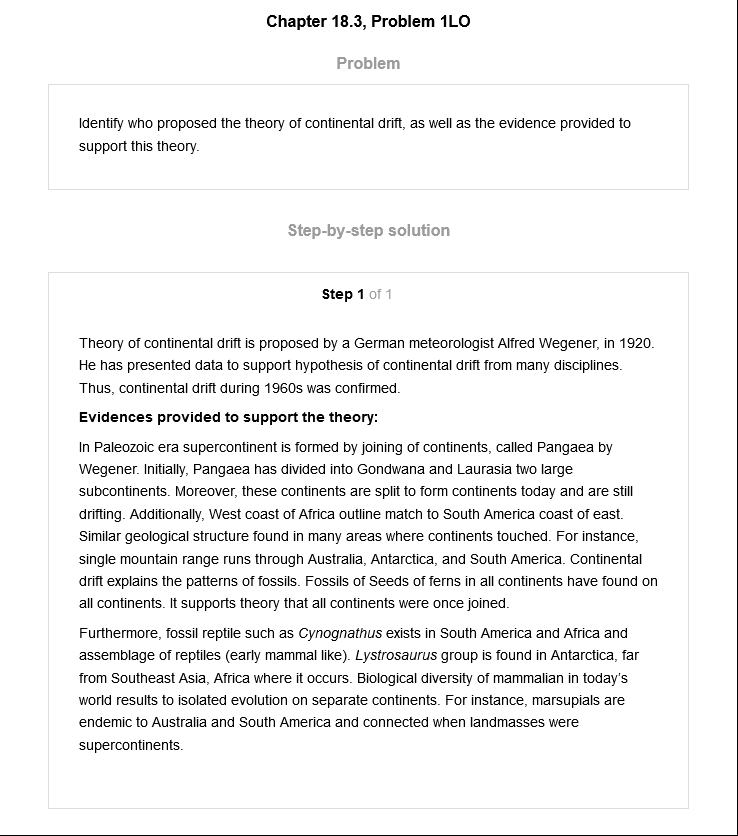 Chapter 18.3, Problem 1LO
Problem
Identify who proposed the theory of continental drift, as well as the evidence provided to
support this theory.
Step-by-step solution
Step 1 of 1
Theory of continental drift is proposed by a German meteorologist Alfred Wegener, in 1920.
He has presented data to support hypothesis of continental drift from many disciplines.
Thus, continental drift during 1960s was confirmed.
Evidences provided to support the theory:
In Paleozoic era supercontinent is formed by joining of continents, called Pangaea by
Wegener. Initially, Pangaea has divided into Gondwana and Laurasia two large
subcontinents. Moreover, these continents are split to form continents today and are still
drifting. Additionally, West coast of Africa outline match to South America coast of east.
Similar geological structure found in many areas where continents touched. For instance,
single mountain range runs through Australia, Antarctica, and South America. Continental
drift explains the patterns of fossils. Fossils of Seeds of ferns in all continents have found on
all continents. It supports theory that all continents were once joined.
Furthermore, fossil reptile such as Cynognathus exists in South America and Africa and
assemblage of reptiles (early mammal like). Lystrosaurus group is found in Antarctica, far
from Southeast Asia, Africa where it occurs. Biological diversity of mammalian in today's
world results to isolated evolution on separate continents. For instance, marsupials are
endemic to Australia and South America and connected when landmasses were
supercontinents.